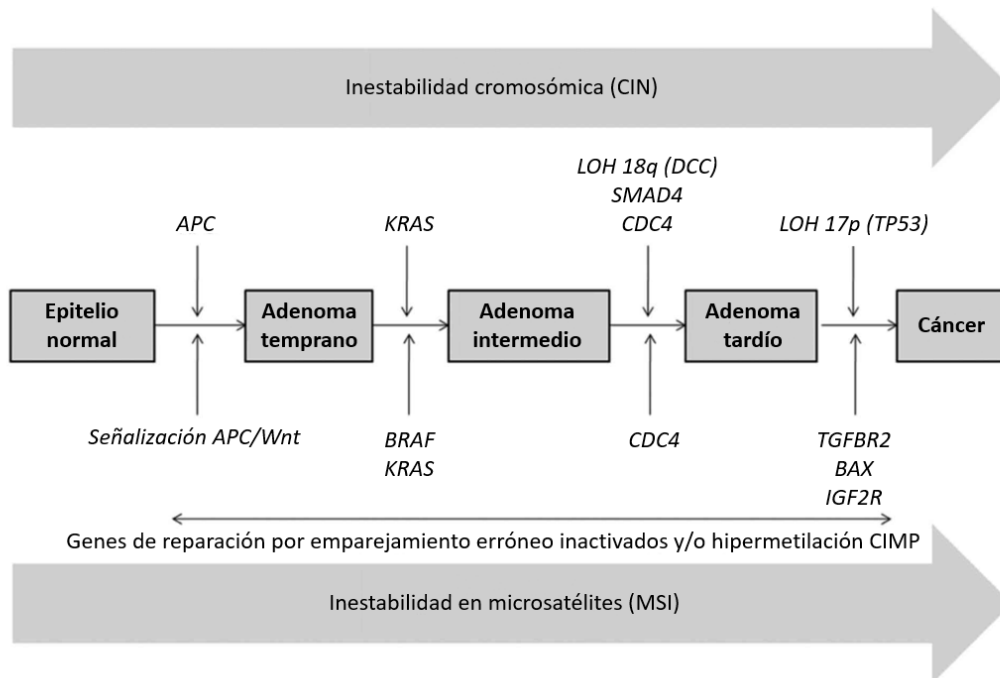 Inestabilidad cromosómica (CIN)
LOH 18q (DCC)
SMAD4
APC
KRAS
CDC4
LOH 17p (TP53)
Epitelio
normal
Adenoma
temprano
Adenoma
intermedio
Adenoma
tardío
Cáncer
Señalización APC/Wnt
BRAF
KRAS
CDC4
TGFBR2
BAX
IGF2R
Genes de reparación por emparejamiento erróneo inactivados y/o hipermetilación CIMP
Inestabilidad en microsatélites (MSI)